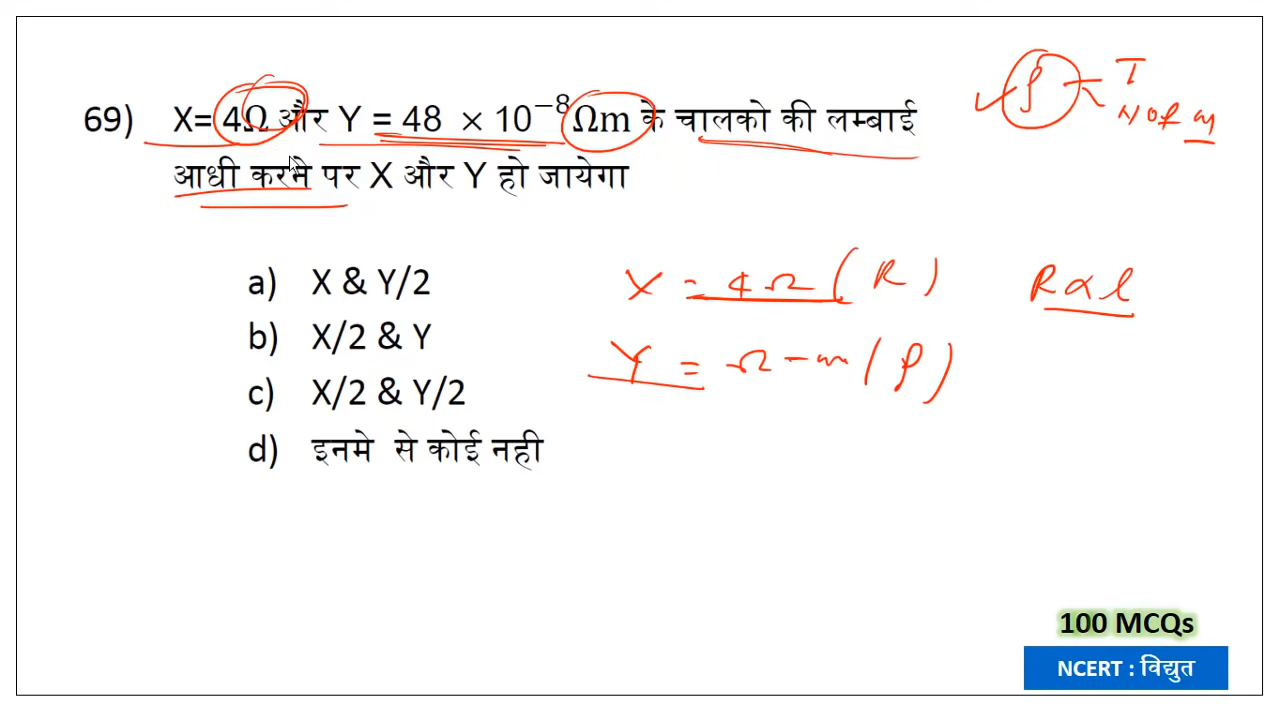 69) X= 4Ω और Y = 48 × 10⁻⁸ Ωm के चालको की लम्बाई
आधी करने पर X और Y हो जायेगा
a) X & Y/2
b) X/2 & Y
c) X/2 & Y/2
d) इनमे से कोई नही
ρ T
N of m
X = 4Ω (R)
R α l
Y = Ω-m (ρ)
100 MCQs
NCERT : विद्युत